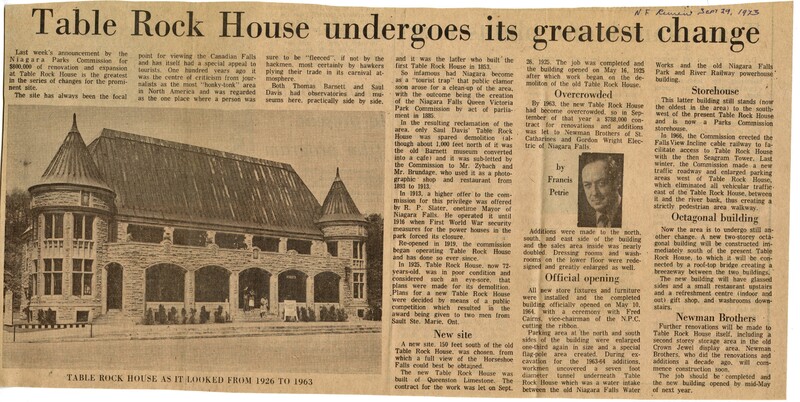 N.F. Review Sept 29, 1973
Table Rock House undergoes its greatest change
Last week's announcement by the
Niagara Parks Commission for
$800,000 of renovation and expansion
at Table Rock House is the greatest
in the series of changes for the promi-
nent site.
The site has always been the focal
point for viewing the Canadian Falls
and has itself had a special appeal to
tourists. One hundred years ago it
was the centre of criticism from jour-
nalists as the most "honky-tonk" area
in North America and was regarded
as the one place where a person was
sure to be "fleeced", if not by the
hackmen, most certainly by hawkers
plying their trade in its carnival at-
mosphere.
Both Thomas Barnett, and Saul
Davis had observatories and mu-
seums here, practically side by side,
TABLE ROCK HOUSE AS IT LOOKED FROM 1926 TO 1963
and it was the latter who built the
first Table Rock House in 1853.
So infamous had Niagara become
as a "tourist trap" that public clamor
soon arose for a clean-up of the area,
with the outcome being the creation
of the Niagara Falls Queen Victoria
Park Commission by act of parlia-
ment in 1885.
In the resulting reclamation of the
area, only Saul Davis' Table Rock
House was spared demolition (al-
though about 1,000 feet north of it was
the old Barnett museum converted
into a cafe) and it was sub-letted by
the Commission to Mr. Zybach and
Mr. Brundage, who used it as a photo-
graphic shop and restaurant from
1893 to 1913.
In 1913, a higher offer to the com-
mission for this privilege was offered
by R. P. Slater, onetime Mayor of
Niagara Falls. He operated it until
1916 when First World War security
measures for the power houses in the
park forced its closure.
Re-opened in 1919, the commission
began operating Table Rock House
and has done so ever since.
In 1925, Table Rock House, now 72-
years-old, was in poor condition and
considered such an eye-sore, that
plans were made for its demolition.
Plans for a new Table Rock House
were decided by means of a public
competition which resulted in the
award being given to two men from
Sault Ste. Marie, Ont.
New site
A new site, 150 feet south of the old
Table Rock House, was chosen, from
which a full view of the Horseshoe
Falls could best be obtained.
The new Table Rock House was
built of Queenston Limestone. The
contract for the work was let on Sept.
26, 1925. The job was completed and
the building opened on May 16, 1925
after which work began on the de-
molition of the old Table Rock House.
Overcrowded
By 1963, the new Table Rock House
had become overcrowded, so in Sep-
tember of that year a $788,000 con-
tract for renovations and additions
was let to Newman Brothers of St.
Catharines and Gordon Wright Elec-
tric of Niagara Falls.
by
Francis
Petrie
Additions were made to the north,
south, and east side of the building
and the sales area inside was nearly
doubled. Dressing rooms and wash-
rooms on the lower floor were rede-
signed and greatly enlarged as well.
Official opening
All new store fixtures and furniture
were installed and the completed
building officially opened on May 10,
1964, with a ceremony with Fred
Cairns, vice-chairman of the N.P.C.
cutting the ribbon.
Parking area at the north and south
sides of the building were enlarged
one-third again in size and a special
flag-pole area created. During ex-
cavation for the 1963-64 additions,
workmen uncovered a seven foot
diameter tunnel underneath Table
Rock House which was a water intake
between the old Niagara Falls Water
Works and the old Niagara Falls
Park and River Railway powerhouse
building.
Storehouse
This latter building still stands (now
the oldest in the area) to the south-
west of the present Table Rock House
and is now a Parks Commission
storehouse.
In 1966, the Commission erected the
Falls View Incline cable railway to fa-
cilitate access to Table Rock House
with the then Seagram Tower. Last
winter, the Commission made a new
traffic roadway and enlarged parking
areas west of Table Rock House,
which eliminated all vehicular traffic
east of the Table Rock House, between
it and the river bank, thus creating a
strictly pedestrian area walkway.
Octagonal building
Now the area is to undergo still an-
other change. A new two-storey octa-
gonal building will be constructed im-
mediately south of the present Table
Rock House, to which it will be con-
nected by a roof-top bridge creating a
breezeway between the two buildings.
The new building will have glassed
sides and a small restaurant upstairs
and a refreshment centre (indoor and
out) gift shop, and washrooms down-
stairs.
Newman Brothers
Further renovations will be made to
Table Rock House itself, including a
second storey storage area in the old
Crown Jewel display area. Newman
Brothers, who did the renovations and
additions a decade ago, will com-
mence construction soon.
The job should be completed and
the new building opened by mid-May
of next year.